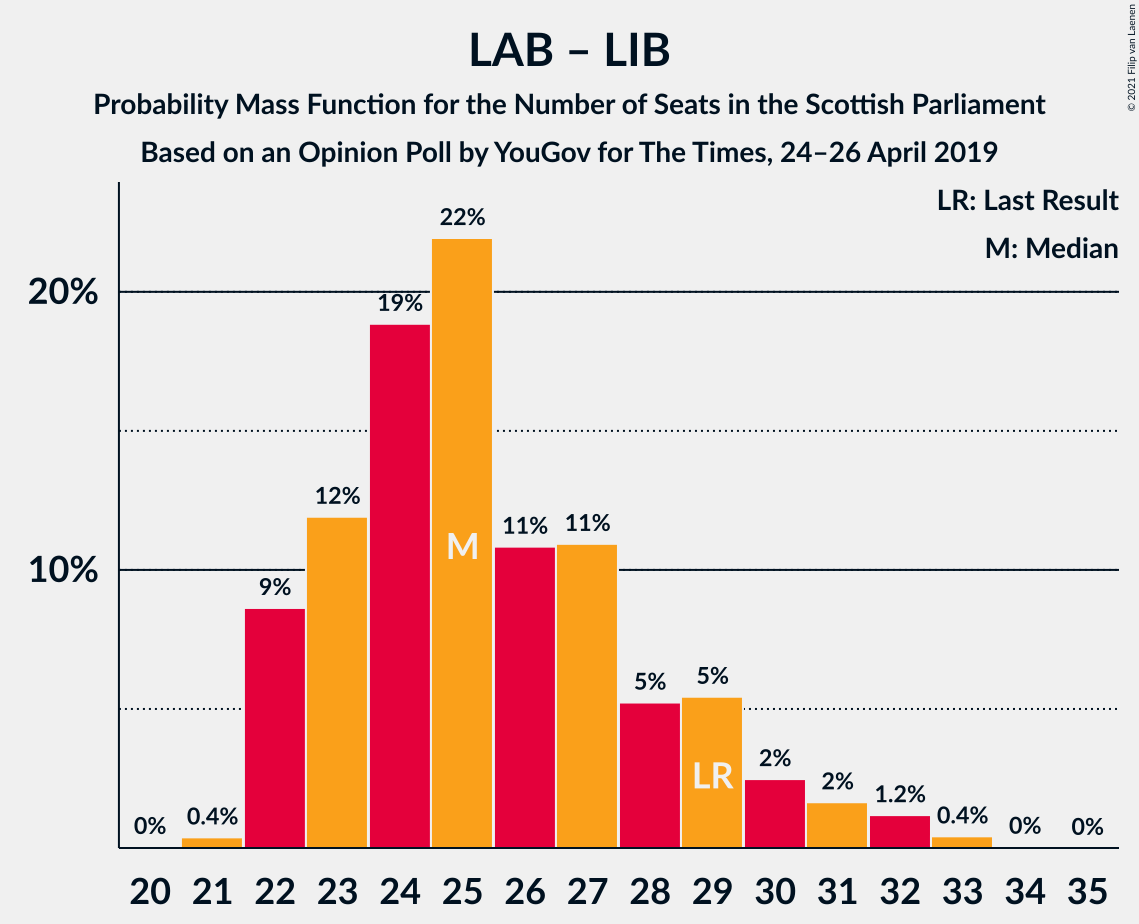 LAB – LIB
Probability Mass Function for the Number of Seats in the Scottish Parliament
Based on an Opinion Poll by YouGov for The Times, 24–26 April 2019
© 2021 Filip van Laenen
LR: Last Result
M: Median
20%
10%
0%
0.4%
9%
12%
19%
22%
11%
11%
5%
5%
2%
2%
1.2%
0.4%
0%
0%
M
LR
20 21 22 23 24 25 26 27 28 29 30 31 32 33 34 35